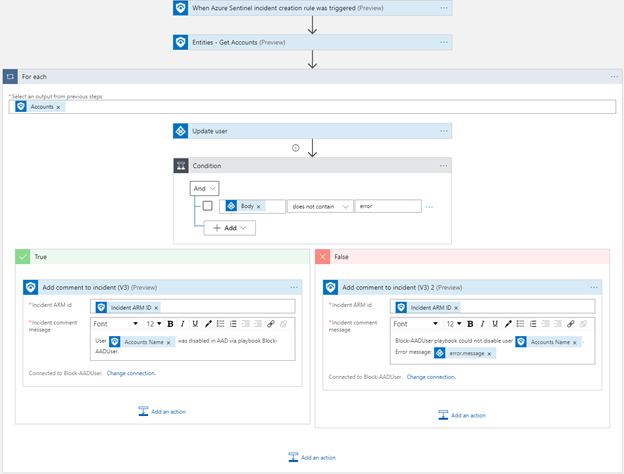 When Azure Sentinel incident creation rule was triggered (Preview)
Entities - Get Accounts (Preview)
For each
* Select an output from previous steps
Accounts ×
Update user
Condition
And
Body ×
does not contain
error
Add
True
False
Add comment to incident (V3) (Preview)
* Incident ARM id
Incident ARM ID ×
* Incident comment
message
Font
12
B I U
User Accounts Name × was disabled in AAD via playbook Block-
AADUser.
Connected to Block-AADUser. Change connection.
Add an action
Add comment to incident (V3) 2 (Preview)
* Incident ARM id
Incident ARM ID ×
* Incident comment
message
Font
12
B I U
Block-AADUser playbook could not disable user Accounts Name × .
Error message: error.message ×
Connected to Block-AADUser. Change connection.
Add an action
Add an action